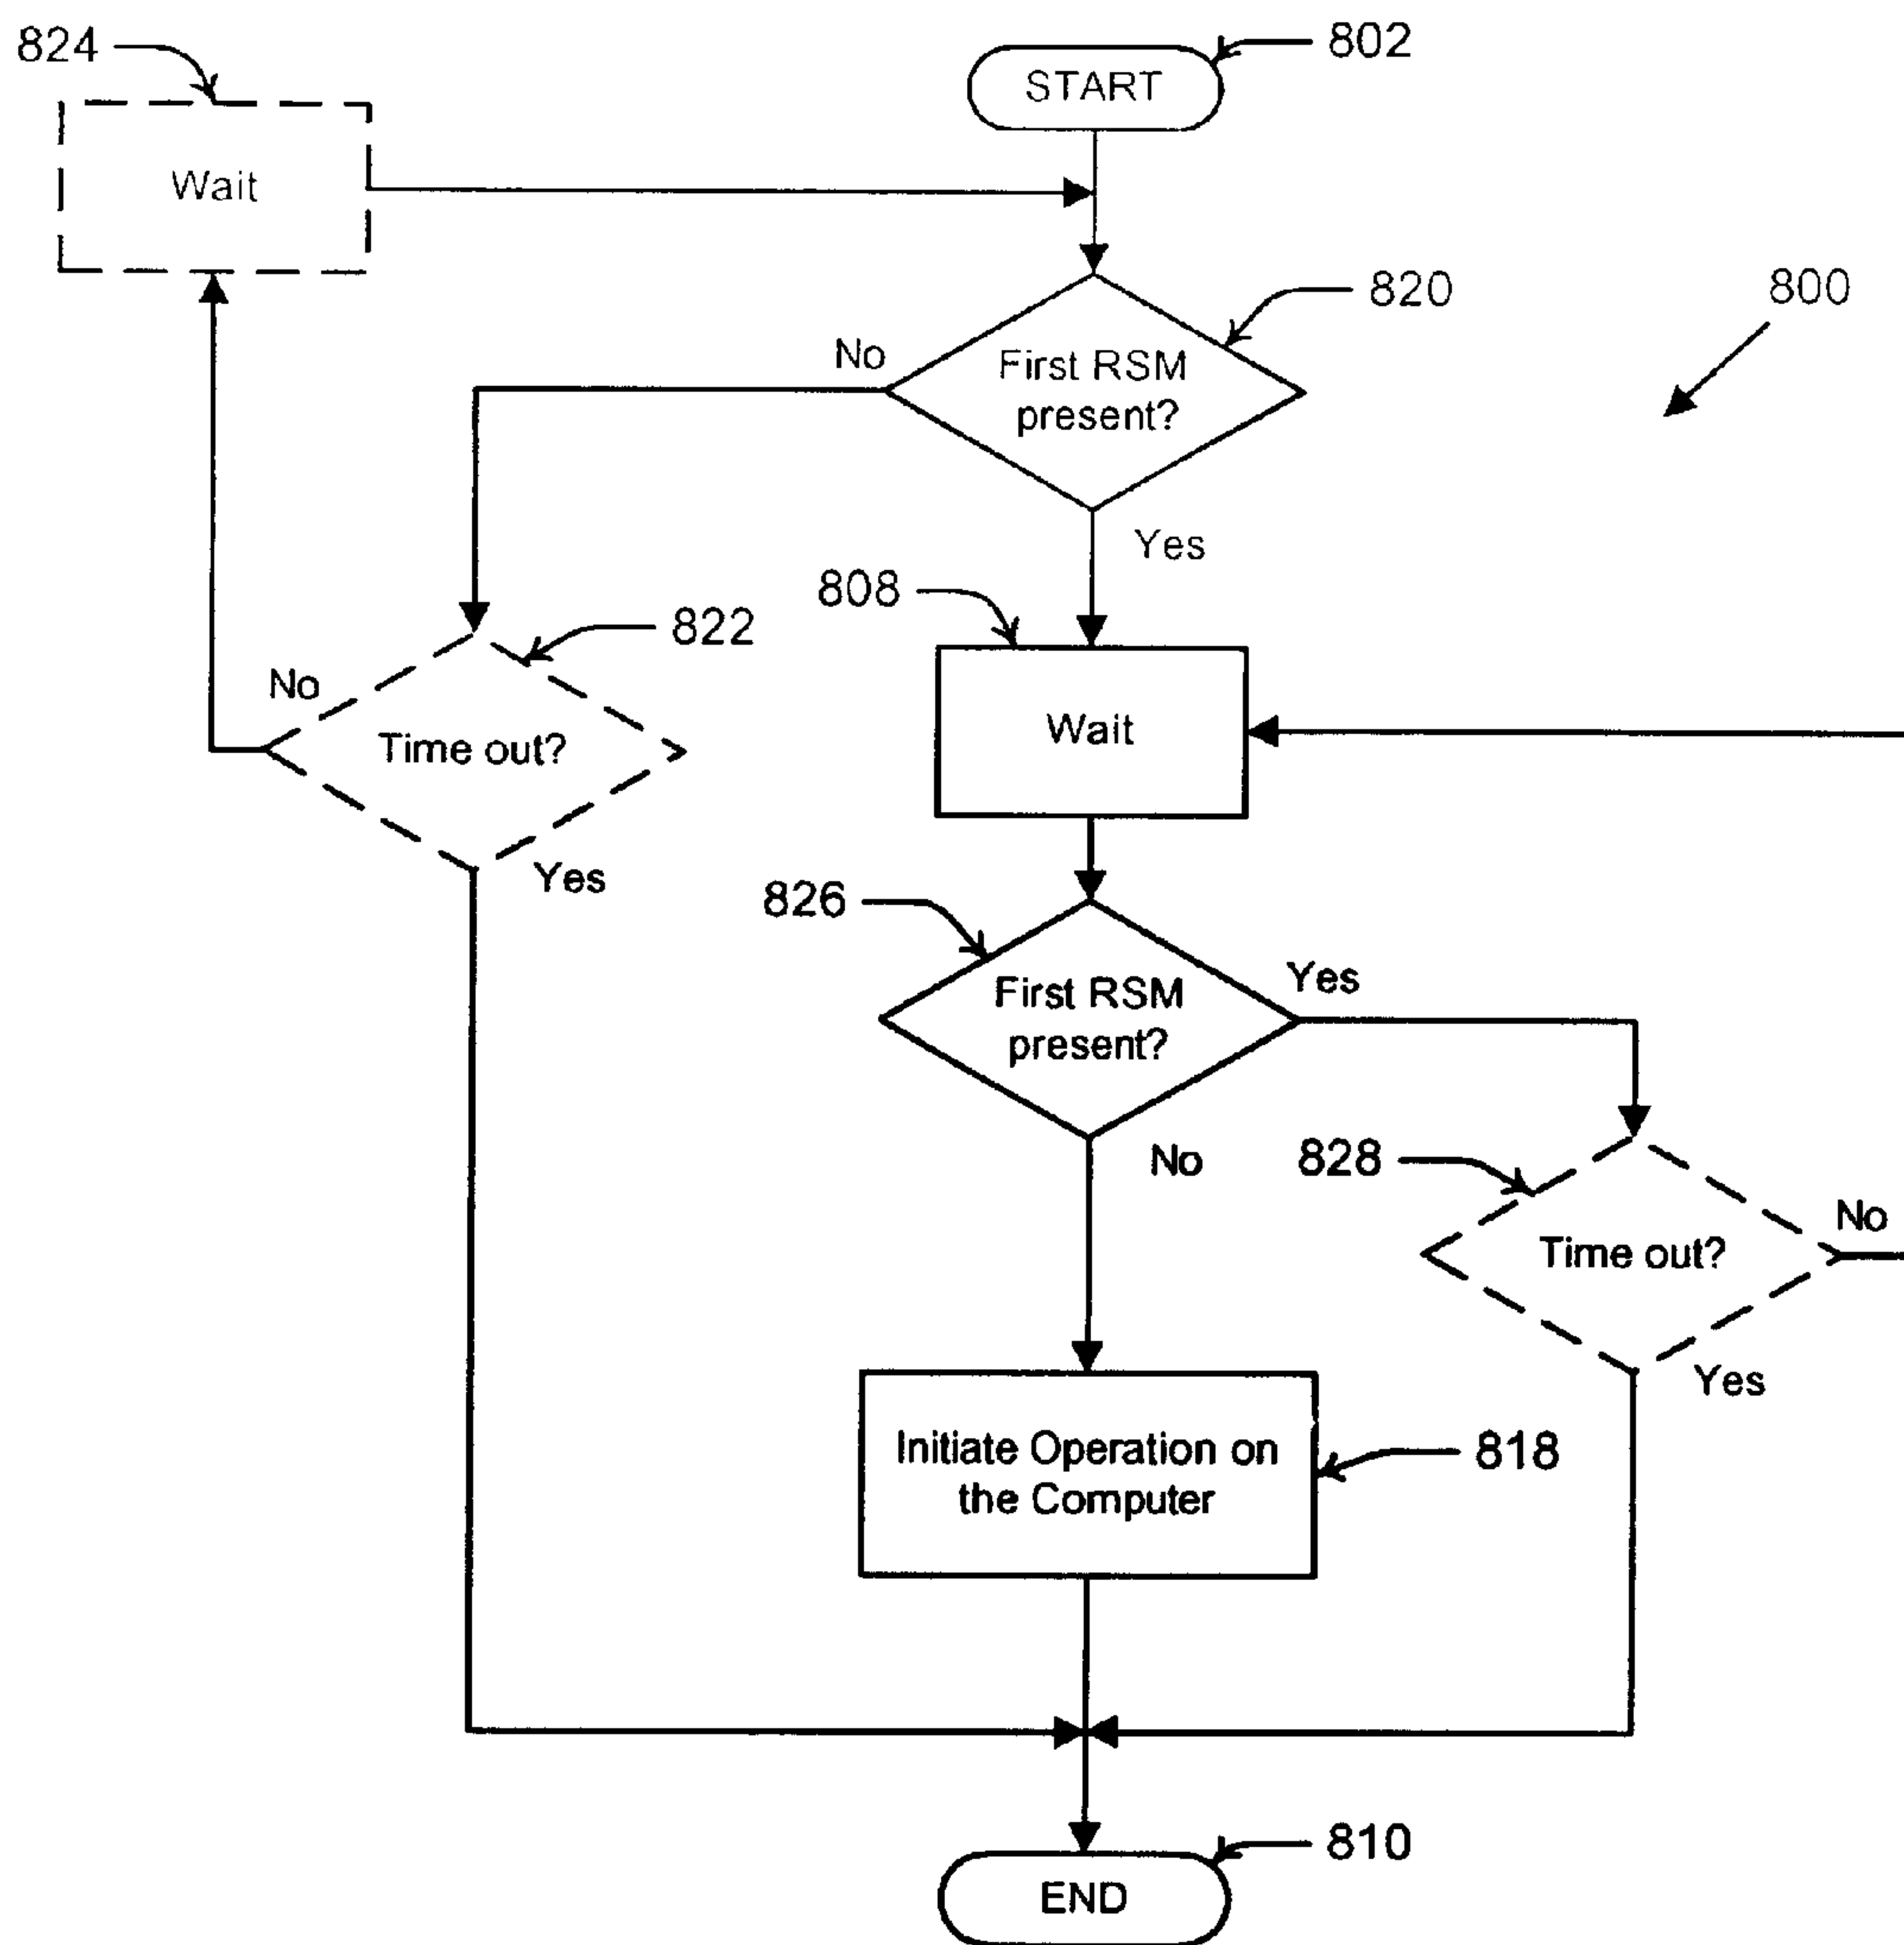 824
802
START
Wait
820
800
No
First RSM
present?
Yes
808
822
No
Wait
Time out?
Yes
826
First RSM
present?
Yes
No
828
No
Time out?
Yes
Initiate Operation on
the Computer
818
810
END